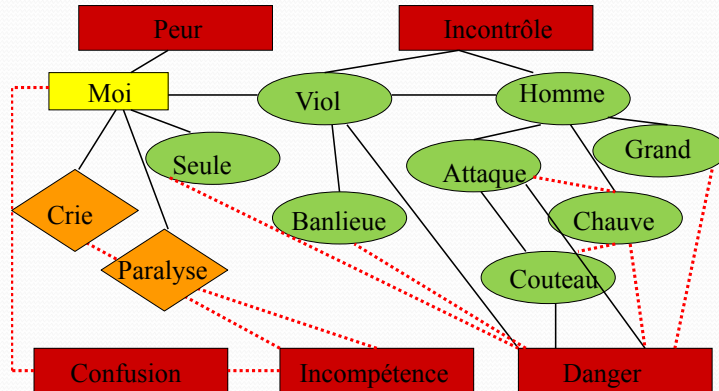 Peur
Incontrôle
Moi
Viol
Homme
Seule
Attaque
Grand
Crie
Banlieue
Chauve
Paralyse
Couteau
Confusion
Incompétence
Danger